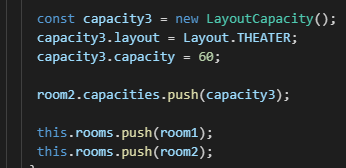 const capacity3 = new LayoutCapacity();
capacity3.layout = Layout.THEATER;
capacity3.capacity = 60;
room2.capacities.push(capacity3);
this.rooms.push(room1);
this.rooms.push(room2);